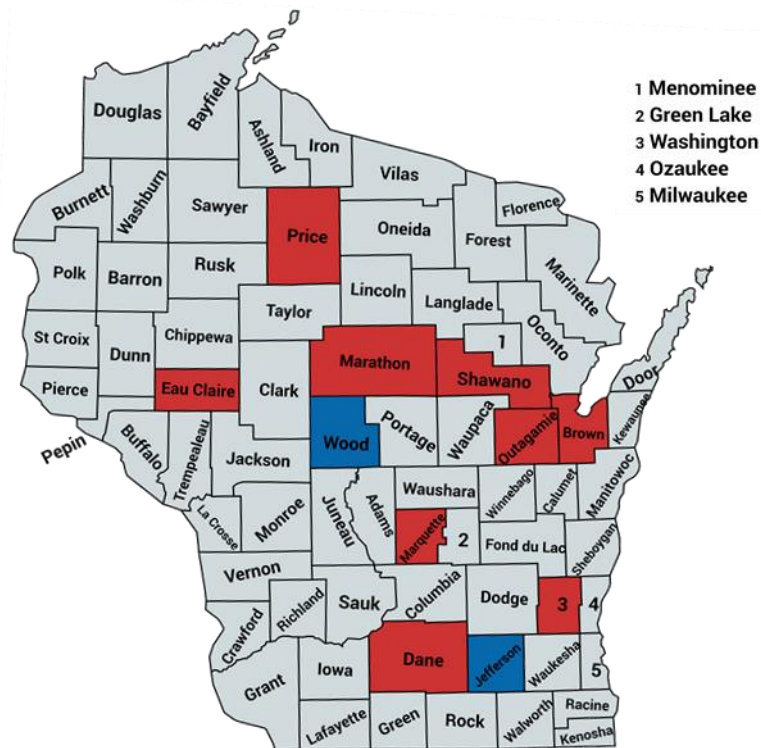 1 Menominee
2 Green Lake
3 Washington
4 Ozaukee
5 Milwaukee
Douglas
Bayfield
Ashland
Iron
Vilas
Burnett
Washburn
Sawyer
Price
Oneida
Forest
Florence
Marinette
Polk
Barron
Rusk
Taylor
Lincoln
Langlade
Oconto
St Croix
Dunn
Chippewa
Marathon
1
Shawano
Door
Pierce
Eau Claire
Clark
Wood
Portage
Waupaca
Outagamie
Brown
Kewaunee
Pepin
Buffalo
Trempealeau
Jackson
La Crosse
Monroe
Juneau
Adams
Waushara
Winnebago
Calumet
Manitowoc
Marquette
2
Fond du Lac
Sheboygan
Vernon
Crawford
Richland
Sauk
Columbia
Dodge
3
4
Grant
Iowa
Dane
Jefferson
Waukesha
5
Lafayette
Green
Rock
Walworth
Racine
Kenosha